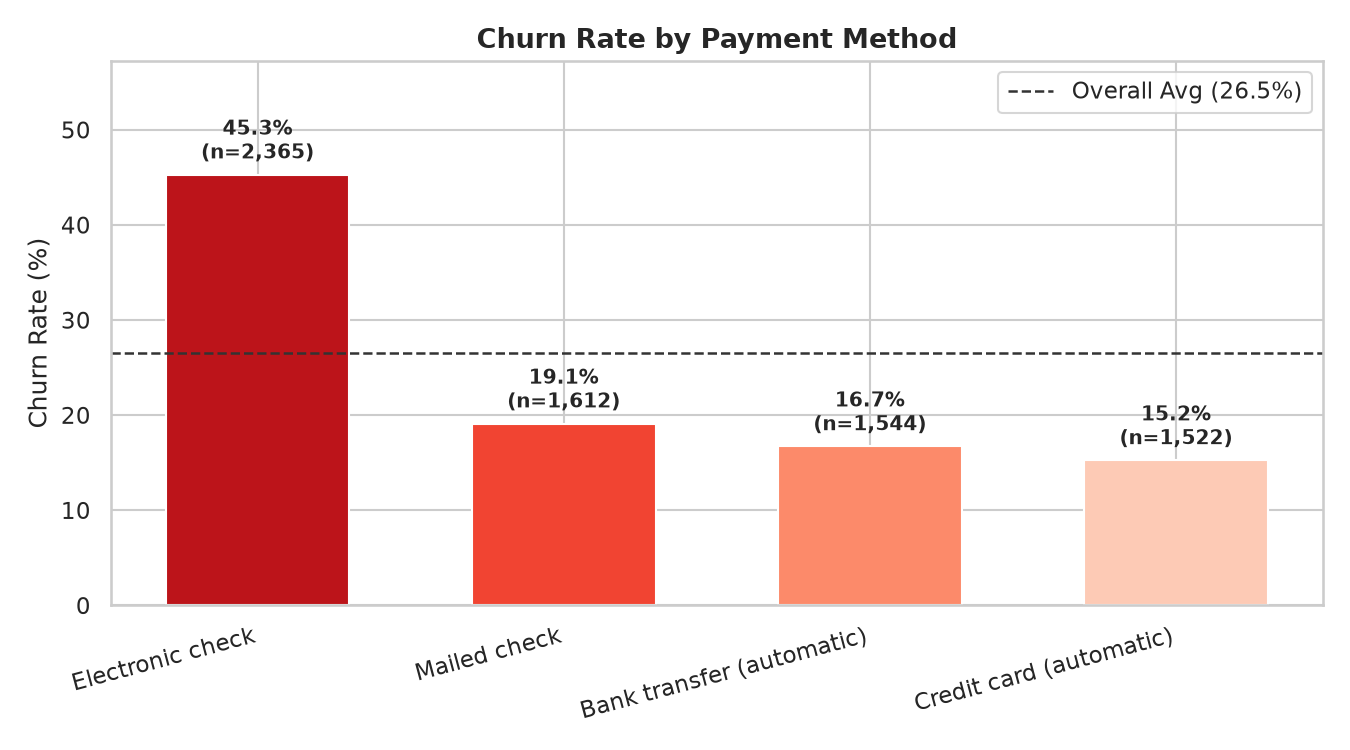 Churn Rate by Payment Method
Overall Avg (26.5%)
Churn Rate (%)
50
40
30
20
10
0
45.3%
(n=2,365)
19.1%
(n=1,612)
16.7%
(n=1,544)
15.2%
(n=1,522)
Electronic check
Mailed check
Bank transfer (automatic)
Credit card (automatic)